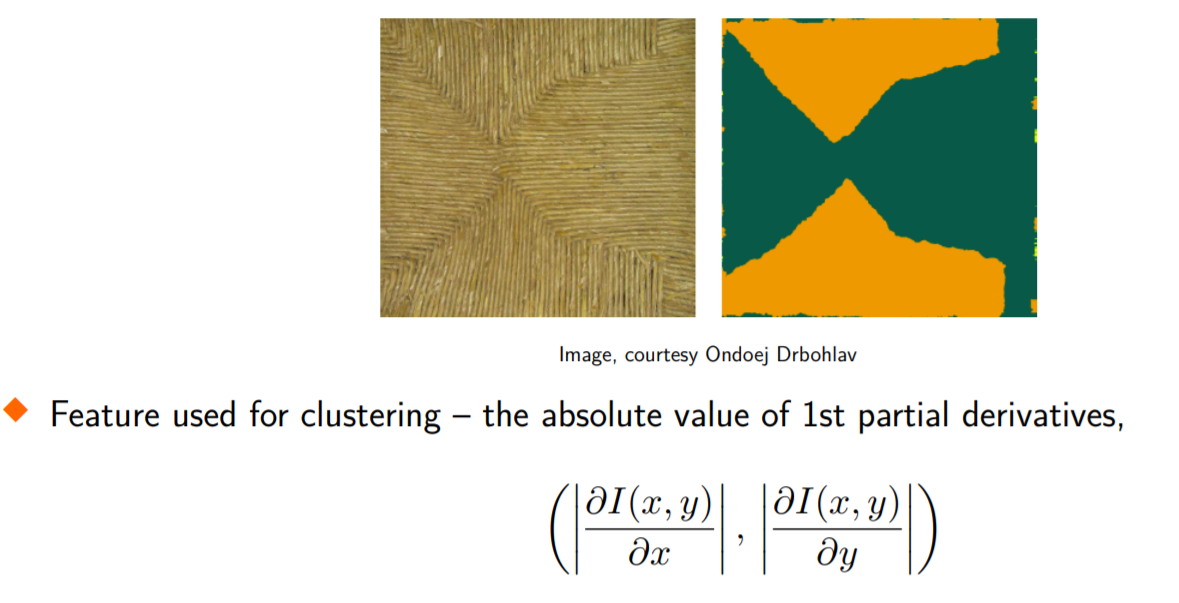 Image, courtesy Ondoej Drbohlav
Feature used for clustering – the absolute value of 1st partial derivatives,
(|∂I(x, y)/∂x|, |∂I(x, y)/∂y|)